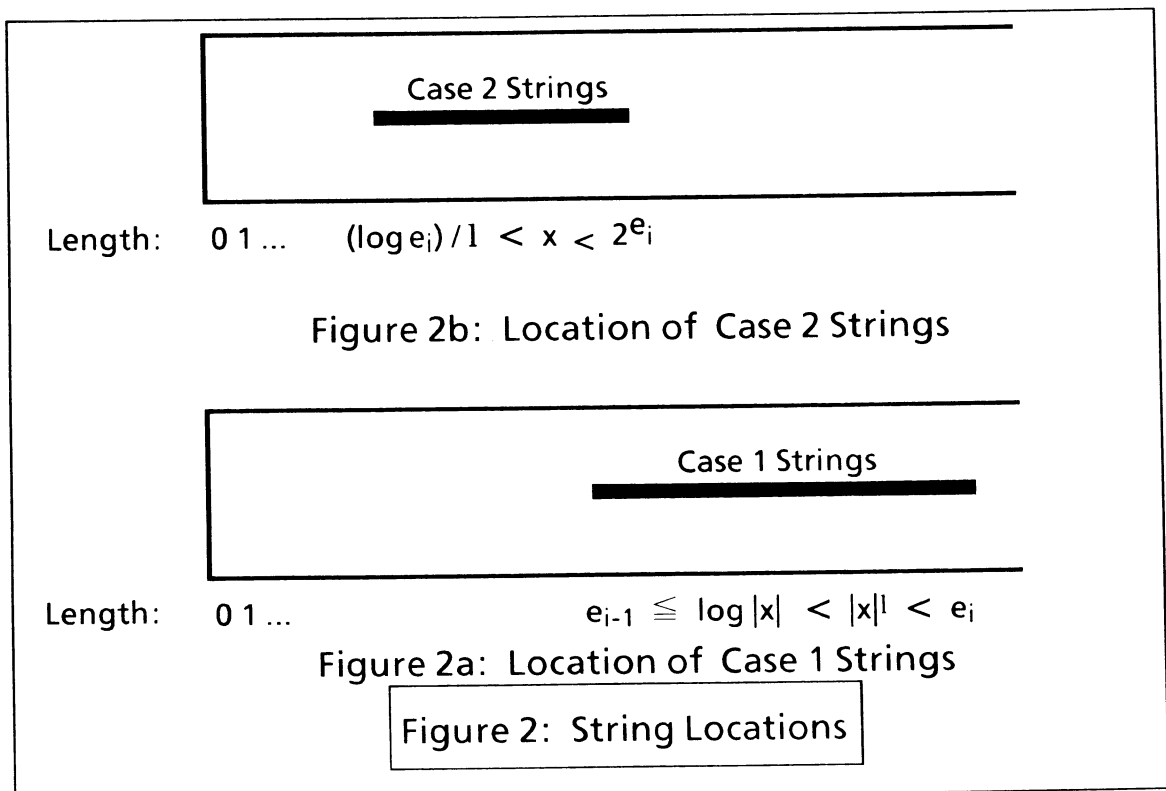 Case 2 Strings
Length: 0 1 ... (log eᵢ) / l < x < 2^eᵢ
Figure 2b: Location of Case 2 Strings
Case 1 Strings
Length: 0 1 ... eᵢ₋₁ ≦ log |x| < |x|ˡ < eᵢ
Figure 2a: Location of Case 1 Strings
Figure 2: String Locations